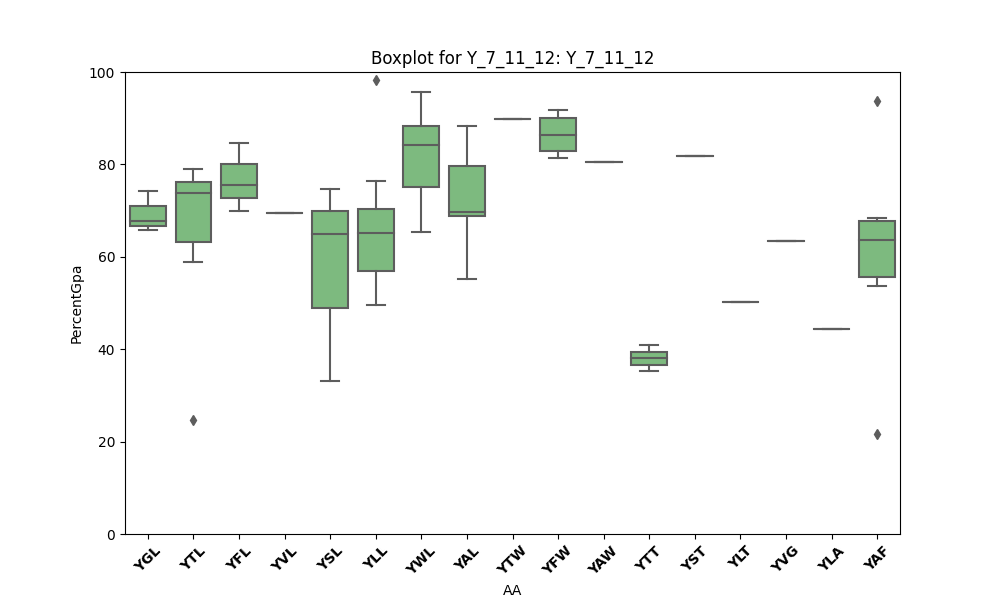 Boxplot for Y_7_11_12: Y_7_11_12
100
80
60
40
20
0
PercentGpa
YGL
YTL
YFL
YVL
YSL
YLL
YWL
YAL
YTW
YFW
YAW
YTT
YST
YLT
YVG
YLA
YAF
AA